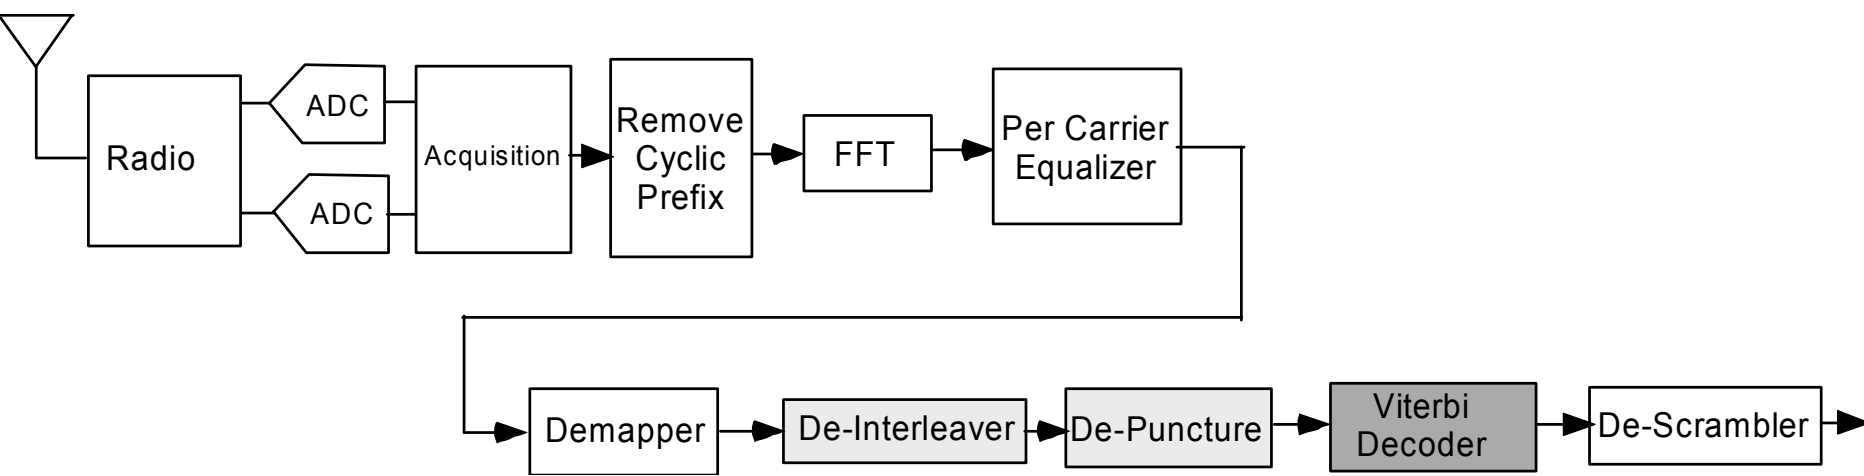 Radio
ADC
ADC
Acquisition
Remove
Cyclic
Prefix
FFT
Per Carrier
Equalizer
Demapper
De-Interleaver
De-Puncture
Viterbi
Decoder
De-Scrambler